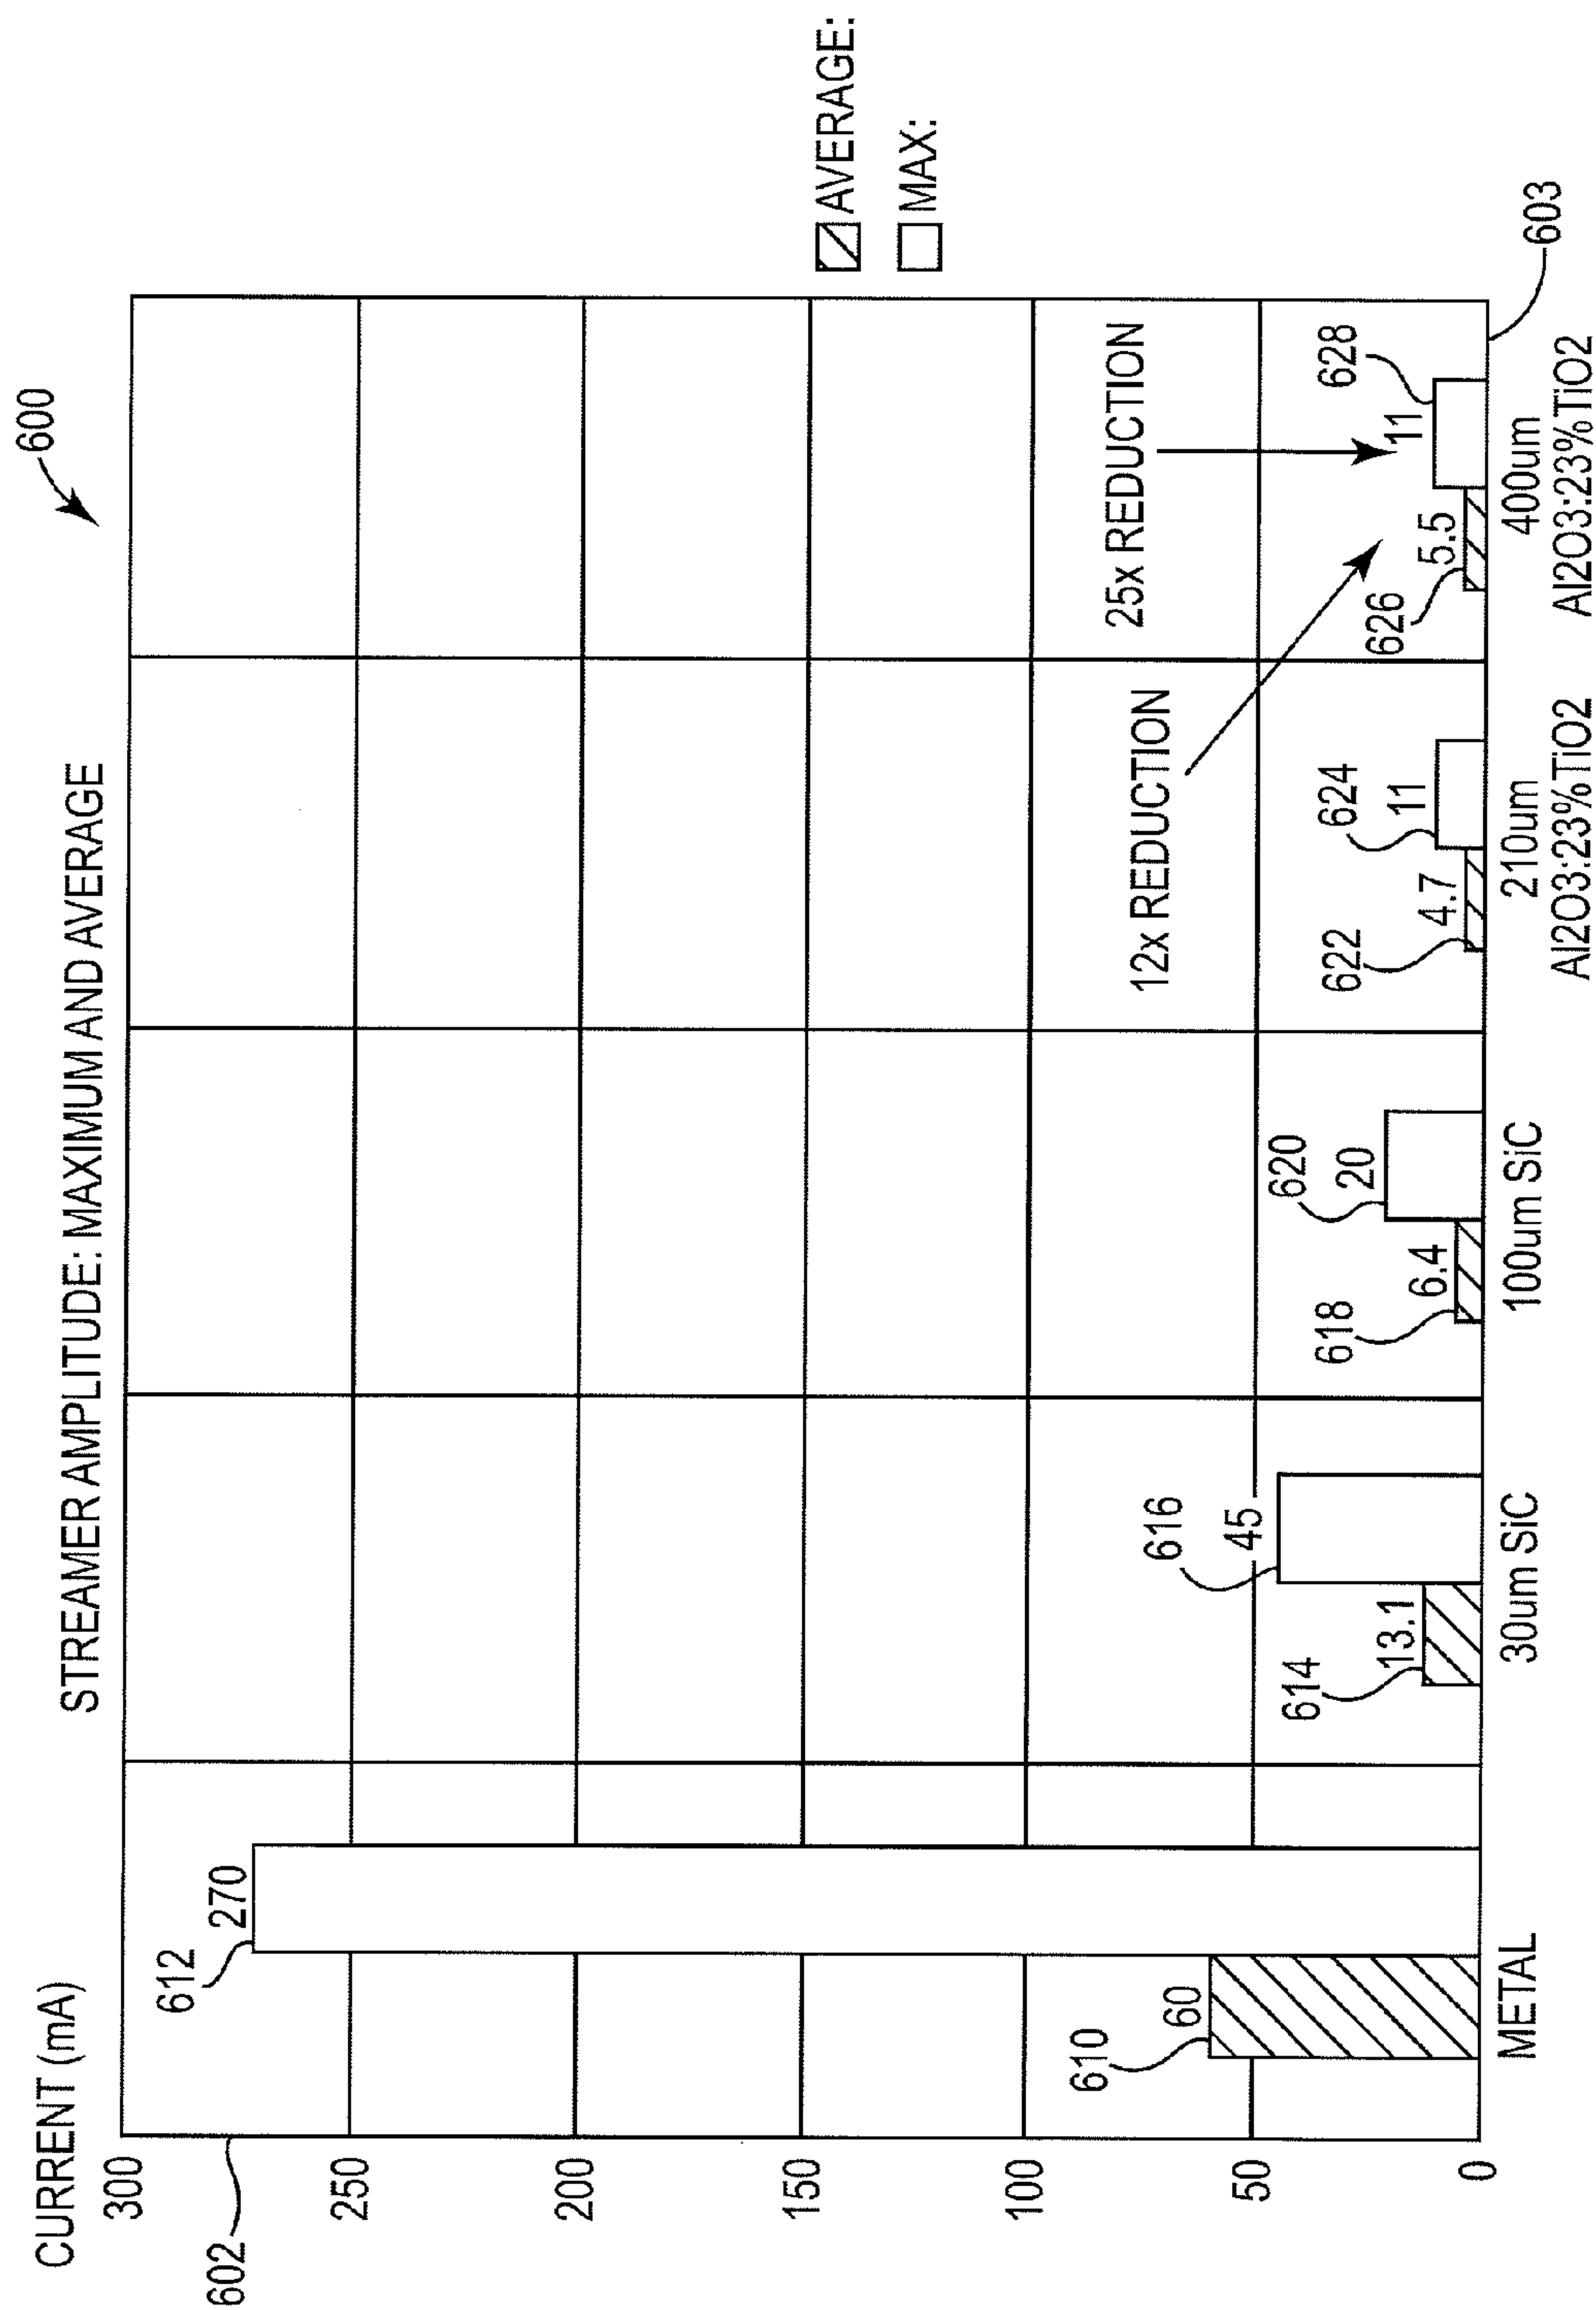 600
STREAMER AMPLITUDE: MAXIMUM AND AVERAGE
CURRENT (mA)
602
300
250
200
150
100
50
0
612
270
610
60
616
45
614
13.1
620
20
618
6.4
12x REDUCTION
624
11
622
4.7
25x REDUCTION
628
11
626
5.5
603
METAL
30um SiC
100um SiC
210um
Al2O3:23%TiO2
400um
Al2O3:23%TiO2
AVERAGE:
MAX: